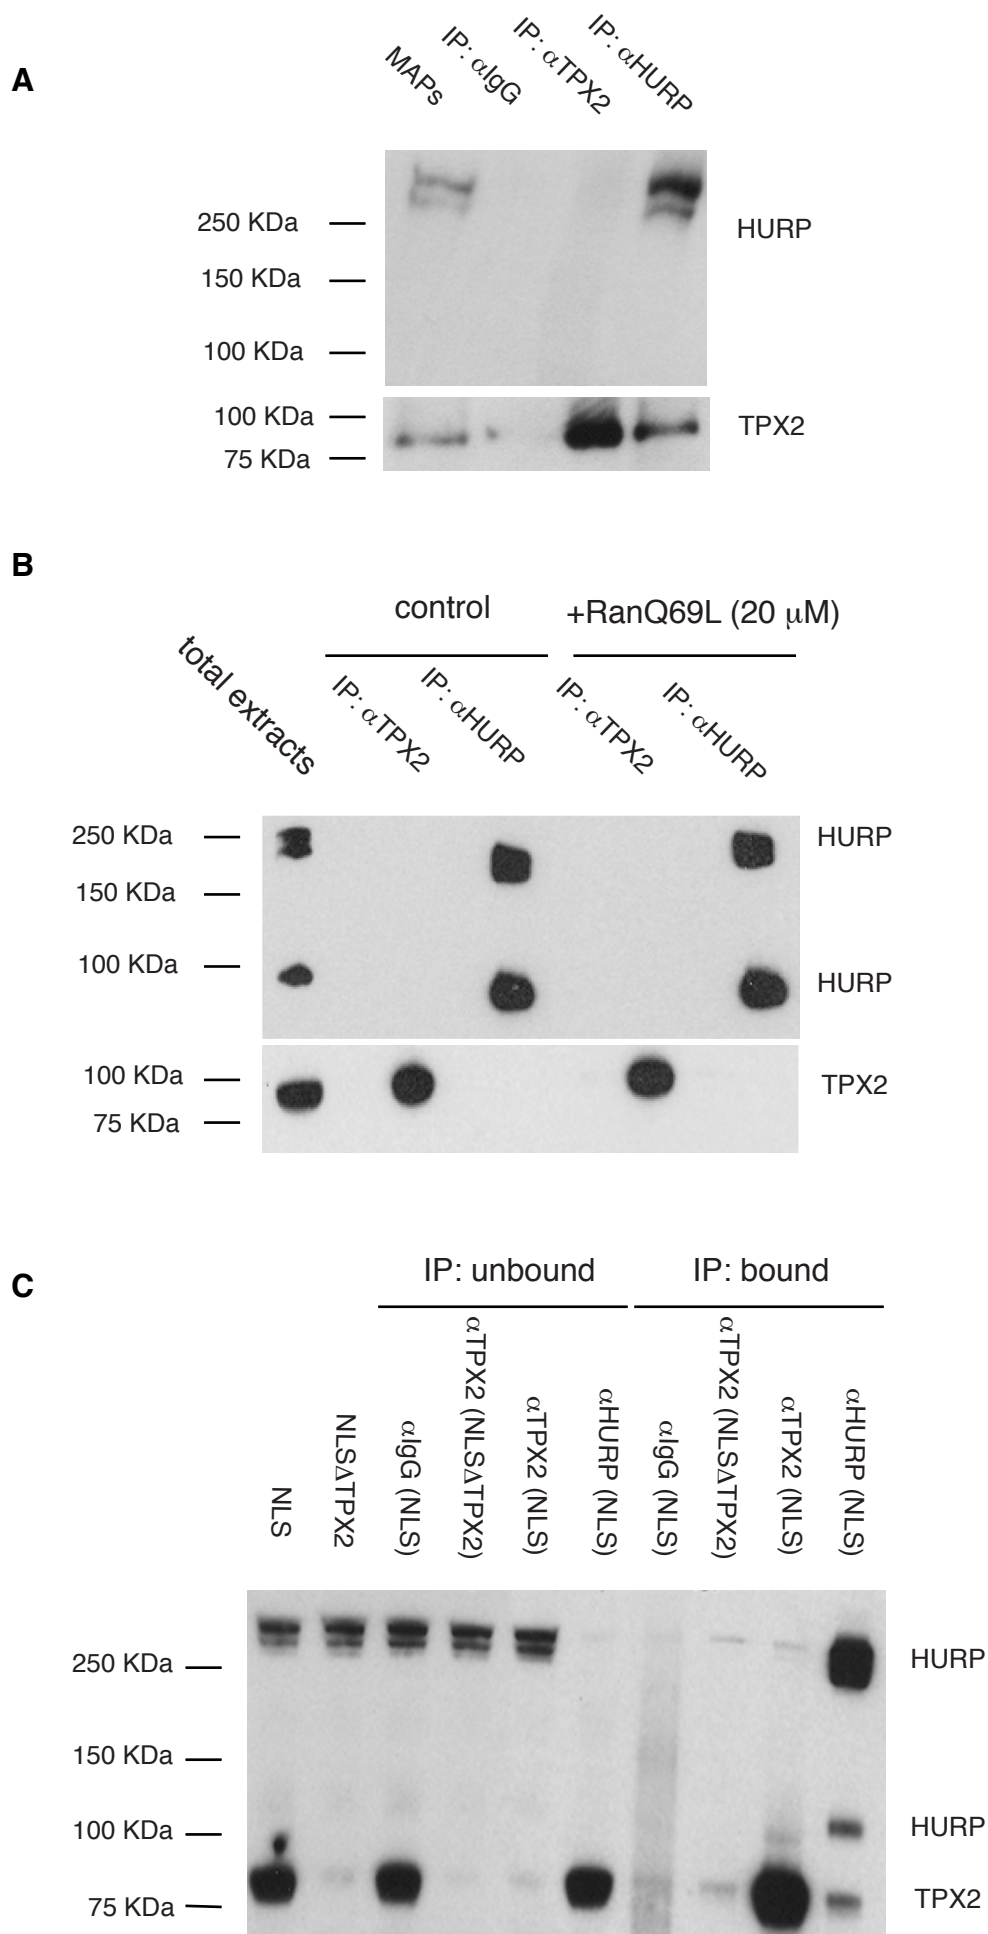 A
MAPs
IP: αIgG
IP: αTPX2
IP: αHURP
250 KDa
HURP
150 KDa
100 KDa
100 KDa
TPX2
75 KDa
B
control
+RanQ69L (20 μM)
total extracts
IP: αTPX2
IP: αHURP
IP: αTPX2
IP: αHURP
250 KDa
HURP
150 KDa
100 KDa
HURP
100 KDa
TPX2
75 KDa
C
IP: unbound
IP: bound
NLS
NLSΔTPX2
αIgG (NLS)
αTPX2 (NLSΔTPX2)
αTPX2 (NLS)
αHURP (NLS)
αIgG (NLS)
αTPX2 (NLSΔTPX2)
αTPX2 (NLS)
αHURP (NLS)
250 KDa
HURP
150 KDa
100 KDa
HURP
75 KDa
TPX2